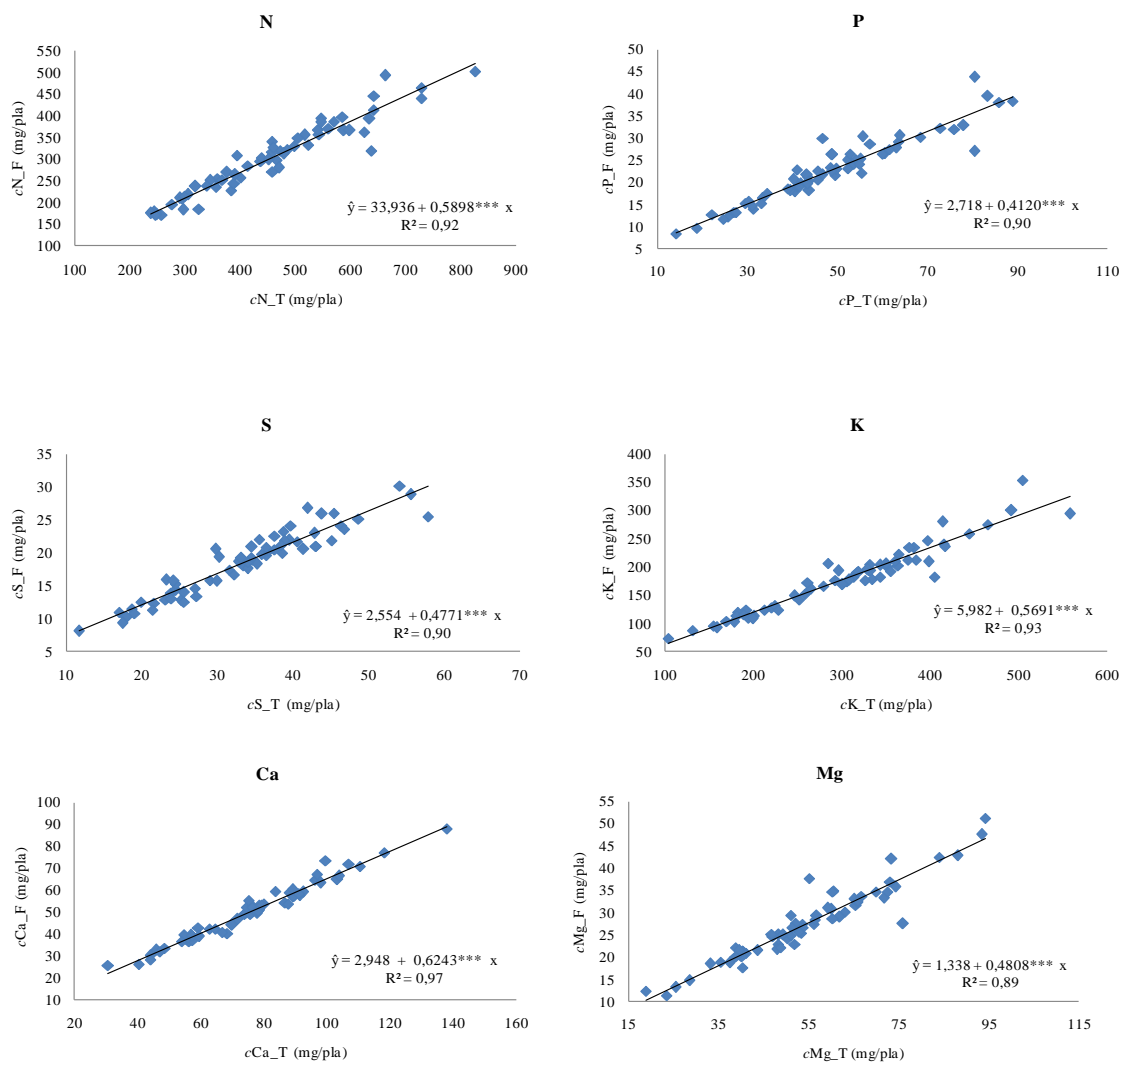 N
550
500
450
400
350
300
250
200
150
100
cN_F (mg/pla)
ŷ = 33,936 + 0,5898*** x
R² = 0,92
100 200 300 400 500 600 700 800 900
cN_T (mg/pla)
P
50
45
40
35
30
25
20
15
10
5
cP_F (mg/pla)
ŷ = 2,718 + 0,4120*** x
R² = 0,90
10 30 50 70 90 110
cP_T (mg/pla)
S
35
30
25
20
15
10
5
cS_F (mg/pla)
ŷ = 2,554 + 0,4771*** x
R² = 0,90
10 20 30 40 50 60 70
cS_T (mg/pla)
K
400
350
300
250
200
150
100
50
cK_F (mg/pla)
ŷ = 5,982 + 0,5691*** x
R² = 0,93
100 200 300 400 500 600
cK_T (mg/pla)
Ca
100
90
80
70
60
50
40
30
20
10
cCa_F (mg/pla)
ŷ = 2,948 + 0,6243*** x
R² = 0,97
20 40 60 80 100 120 140 160
cCa_T (mg/pla)
Mg
55
50
45
40
35
30
25
20
15
10
cMg_F (mg/pla)
ŷ = 1,338 + 0,4808*** x
R² = 0,89
15 35 55 75 95 115
cMg_T (mg/pla)